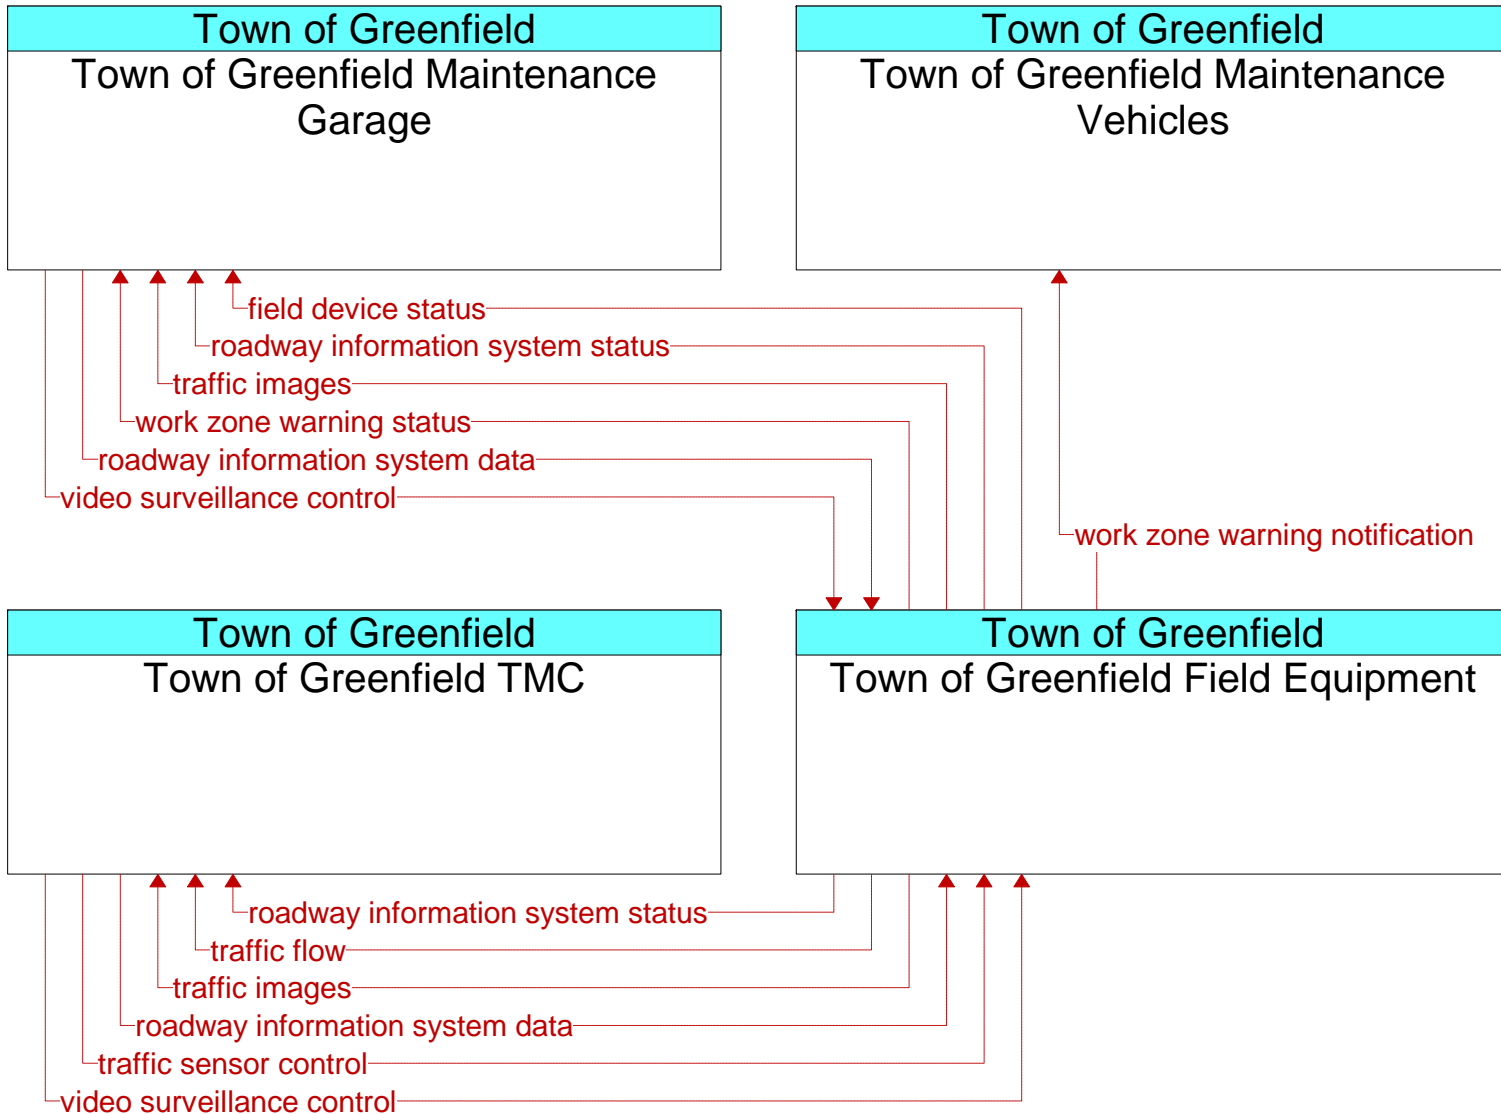 Town of Greenfield
Town of Greenfield Maintenance
Garage
Town of Greenfield
Town of Greenfield Maintenance
Vehicles
field device status
roadway information system status
traffic images
work zone warning status
roadway information system data
video surveillance control
work zone warning notification
Town of Greenfield
Town of Greenfield TMC
Town of Greenfield
Town of Greenfield Field Equipment
roadway information system status
traffic flow
traffic images
roadway information system data
traffic sensor control
video surveillance control